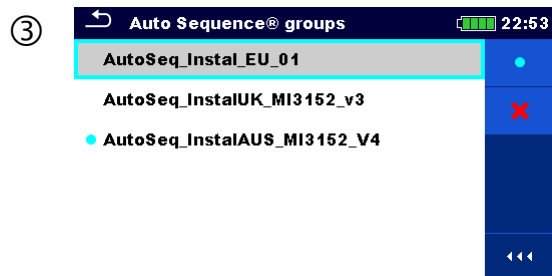 ③
Auto Sequence® groups 22:53
AutoSeq_Instal_EU_01
AutoSeq_InstalUK_MI3152_v3
AutoSeq_InstalAUS_MI3152_V4